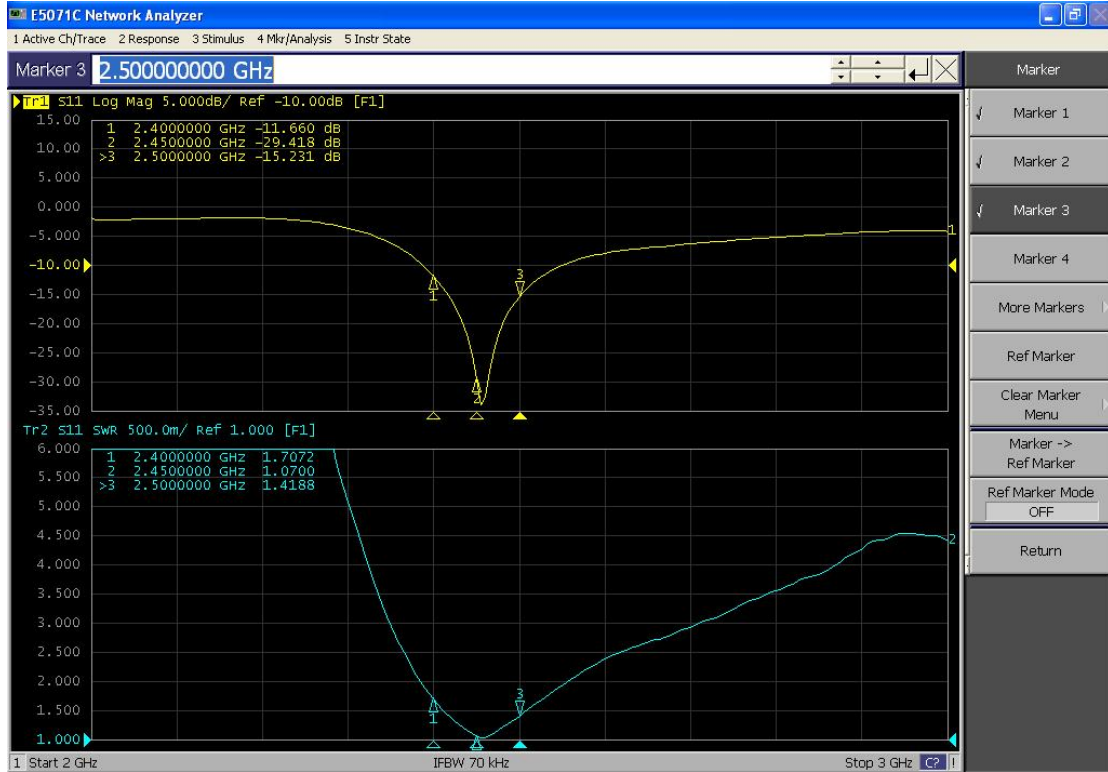 E5071C Network Analyzer
1 Active Ch/Trace 2 Response 3 Stimulus 4 Mkr/Analysis 5 Instr State
Marker 3 2.500000000 GHz
Tr1 S11 Log Mag 5.000dB/ Ref -10.00dB [F1]
15.00
10.00
5.000
0.000
-5.000
-10.00
-15.00
-20.00
-25.00
-30.00
-35.00
1 2.4000000 GHz -11.660 dB
2 2.4500000 GHz -29.418 dB
>3 2.5000000 GHz -15.231 dB
1
2
3
1
Tr2 S11 SWR 500.0m/ Ref 1.000 [F1]
6.000
5.500
5.000
4.500
4.000
3.500
3.000
2.500
2.000
1.500
1.000
1 2.4000000 GHz 1.7072
2 2.4500000 GHz 1.0700
>3 2.5000000 GHz 1.4188
1
3
2
1 Start 2 GHz
IFBW 70 kHz
Stop 3 GHz C? !
Marker
Marker 1
Marker 2
Marker 3
Marker 4
More Markers
Ref Marker
Clear Marker
Menu
Marker ->
Ref Marker
Ref Marker Mode
OFF
Return